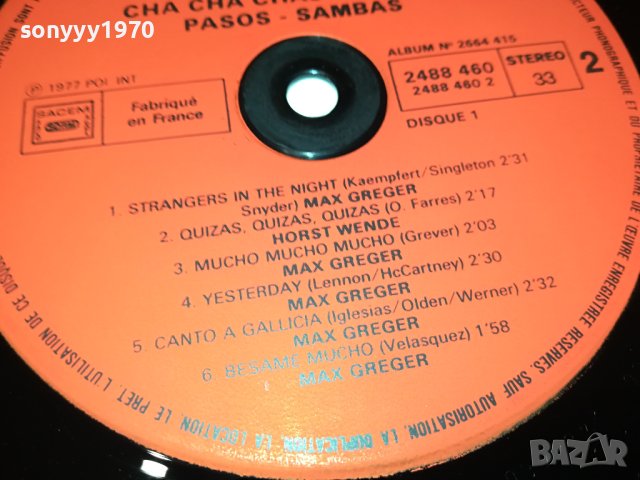 sonyyy1970
CHA CHA
PASOS - SAMBAS
ALBUM Nº 2664 415
℗ 1977 POL INT
SACEM
Fabriqué
en France
2488 460
2488 460 2
STEREO
33
2
DISQUE 1
1. STRANGERS IN THE NIGHT (Kaempfert/Singleton 2'31
Snyder) MAX GREGER
2. QUIZAS, QUIZAS, QUIZAS (O. Farres) 2'17
HORST WENDE
3. MUCHO MUCHO MUCHO (Grever) 2'03
MAX GREGER
4. YESTERDAY (Lennon/McCartney) 2'30
MAX GREGER
5. CANTO A GALLICIA (Iglesias/Olden/Werner) 2'32
MAX GREGER
6. BESAME MUCHO (Velasquez) 1'58
MAX GREGER
PHONOGRAPHIQUE ET DU PROPRIETAIRE DE L'ŒUVRE ENREGISTREE RESERVES. SAUF AUTORISATION, LA DUPLICATION, LA LOCATION, LE PRET, L'UTILISATION DE CE DISQUE
SONT
BAZAR